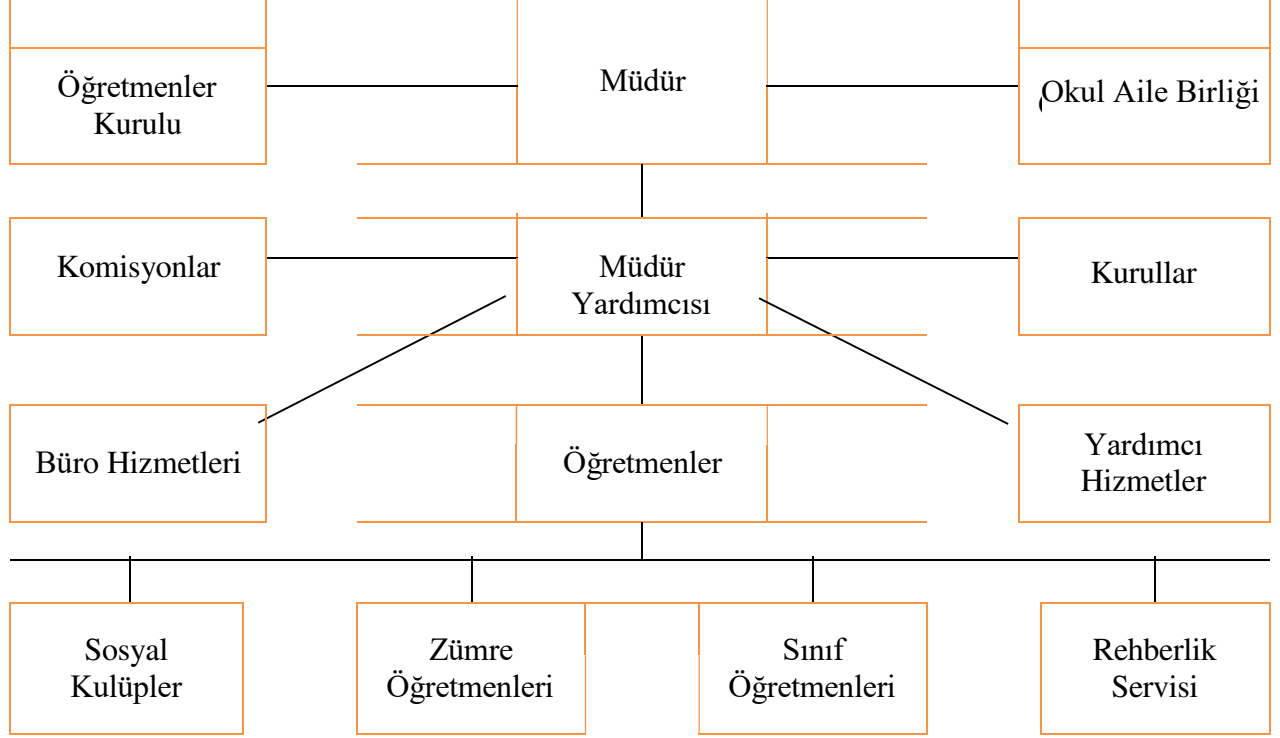 Öğretmenler
Kurulu
Müdür
Okul Aile Birliği
Komisyonlar
Müdür
Yardımcısı
Kurullar
Büro Hizmetleri
Öğretmenler
Yardımcı
Hizmetler
Sosyal
Kulüpler
Zümre
Öğretmenleri
Sınıf
Öğretmenleri
Rehberlik
Servisi